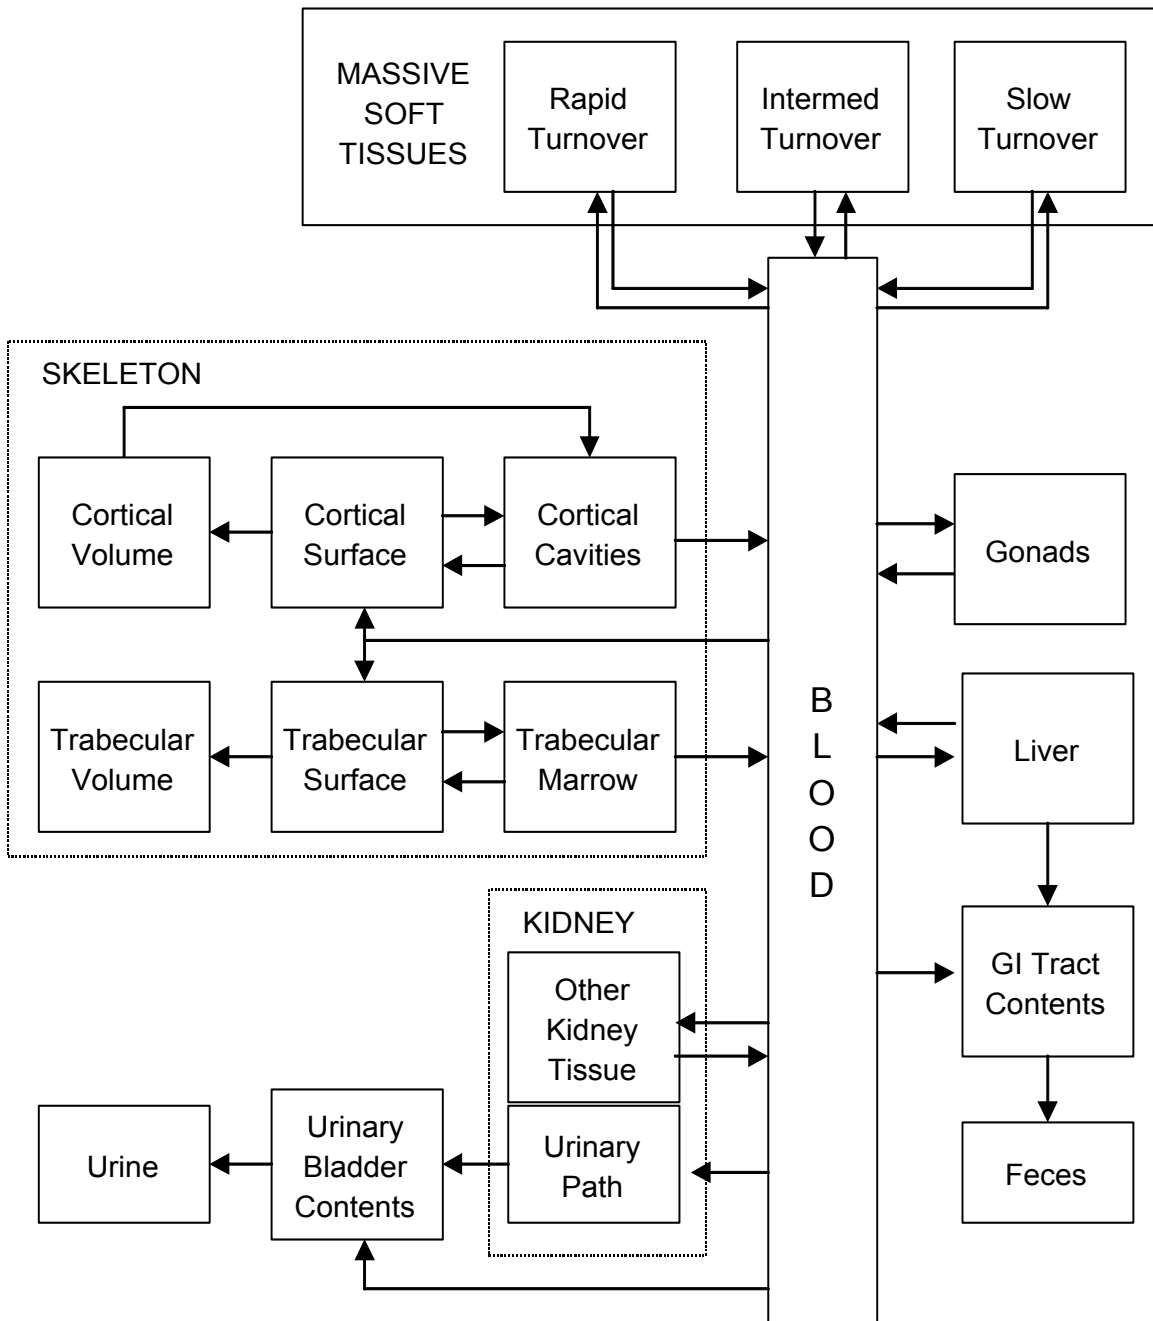 MASSIVE
SOFT
TISSUES
Rapid
Turnover
Intermed
Turnover
Slow
Turnover
SKELETON
Cortical
Volume
Cortical
Surface
Cortical
Cavities
Gonads
Trabecular
Volume
Trabecular
Surface
Trabecular
Marrow
B
L
O
O
D
Liver
KIDNEY
Other
Kidney
Tissue
GI Tract
Contents
Urine
Urinary
Bladder
Contents
Urinary
Path
Feces